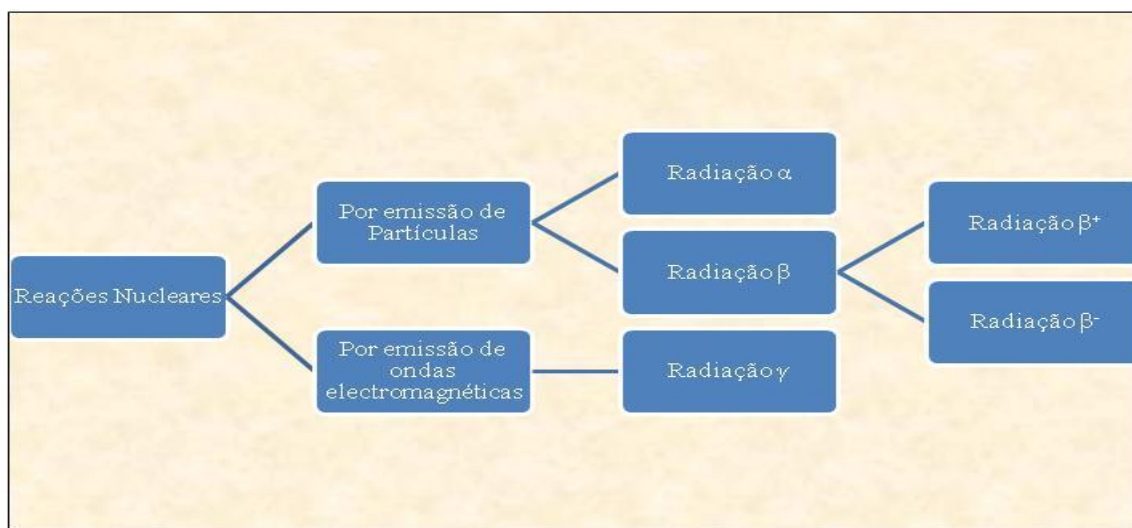 Reações Nucleares
Por emissão de
Partículas
Por emissão de
ondas
electromagnéticas
Radiação α
Radiação β
Radiação γ
Radiação β⁺
Radiação β⁻